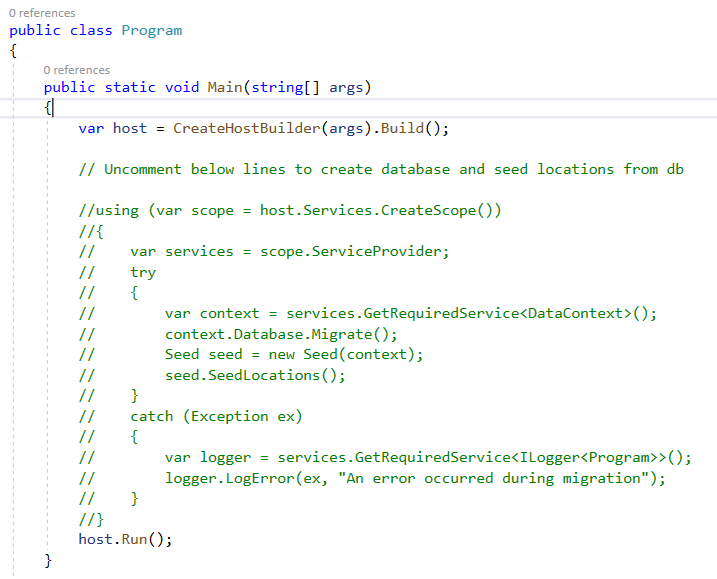 0 references
public class Program
{
0 references
public static void Main(string[] args)
{
var host = CreateHostBuilder(args).Build();
// Uncomment below lines to create database and seed locations from db
//using (var scope = host.Services.CreateScope())
//{
//    var services = scope.ServiceProvider;
//    try
//    {
//        var context = services.GetRequiredService<DataContext>();
//        context.Database.Migrate();
//        Seed seed = new Seed(context);
//        seed.SeedLocations();
//    }
//    catch (Exception ex)
//    {
//        var logger = services.GetRequiredService<ILogger<Program>>();
//        logger.LogError(ex, "An error occurred during migration");
//    }
//}
host.Run();
}